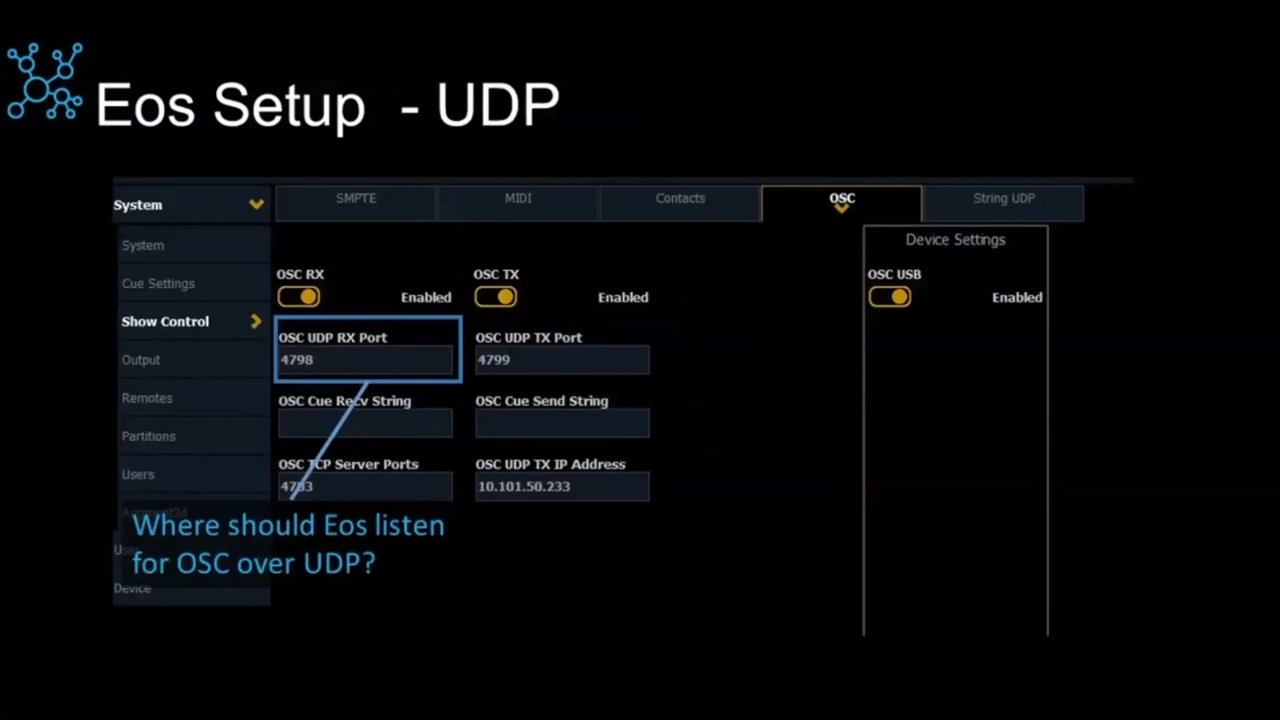 Eos Setup - UDP
System
SMPTE
MIDI
Contacts
OSC
String UDP
System
Cue Settings
Show Control
Output
Remotes
Partitions
Users
Augment3d
Device
OSC RX
Enabled
OSC TX
Enabled
OSC UDP RX Port
4798
OSC UDP TX Port
4799
OSC Cue Recv String
OSC Cue Send String
OSC TCP Server Ports
4703
OSC UDP TX IP Address
10.101.50.233
Device Settings
OSC USB
Enabled
Where should Eos listen
for OSC over UDP?